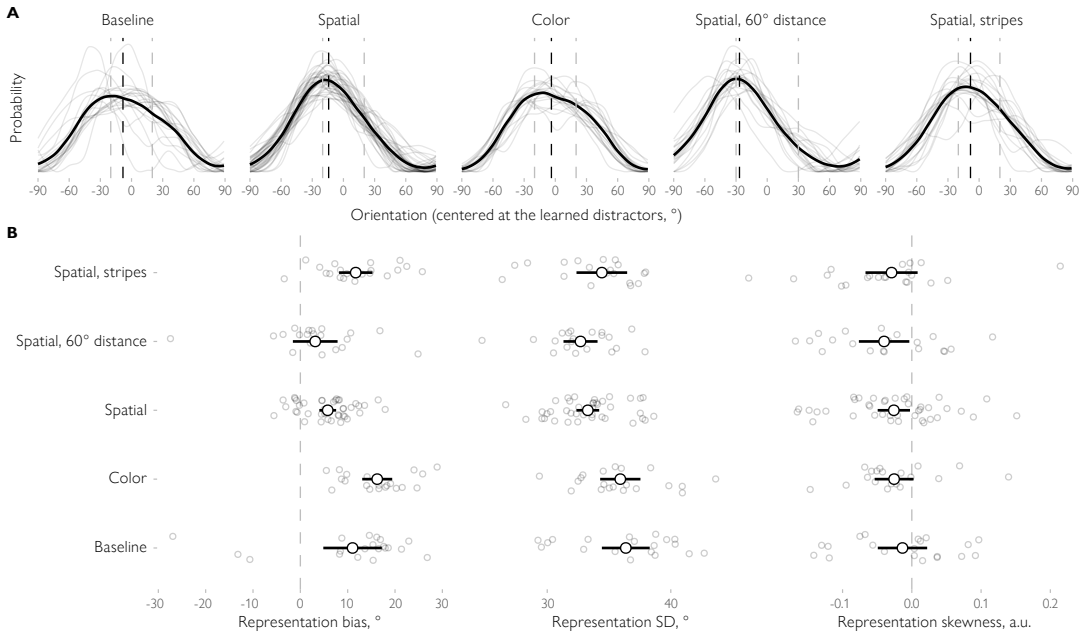 A
Baseline Spatial Color Spatial, 60° distance Spatial, stripes
Probability
-90 -60 -30 0 30 60 90 -90 -60 -30 0 30 60 90 -90 -60 -30 0 30 60 90 -90 -60 -30 0 30 60 90 -90 -60 -30 0 30 60 90
Orientation (centered at the learned distractors, °)
B
Spatial, stripes
Spatial, 60° distance
Spatial
Color
Baseline
-30 -20 -10 0 10 20 30 30 40 -0.1 0.0 0.1 0.2
Representation bias, ° Representation SD, ° Representation skewness, a.u.